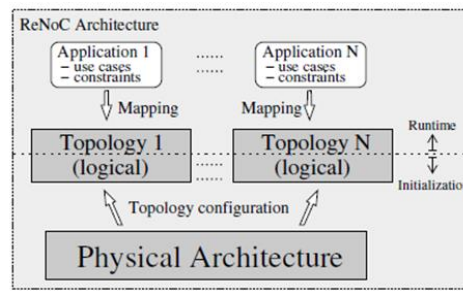 ReNoC Architecture
Application 1
– use cases
– constraints
......
Application N
– use cases
– constraints
Mapping
Mapping
Topology 1
(logical)
......
Topology N
(logical)
Runtime
Initialization
Topology configuration
Physical Architecture